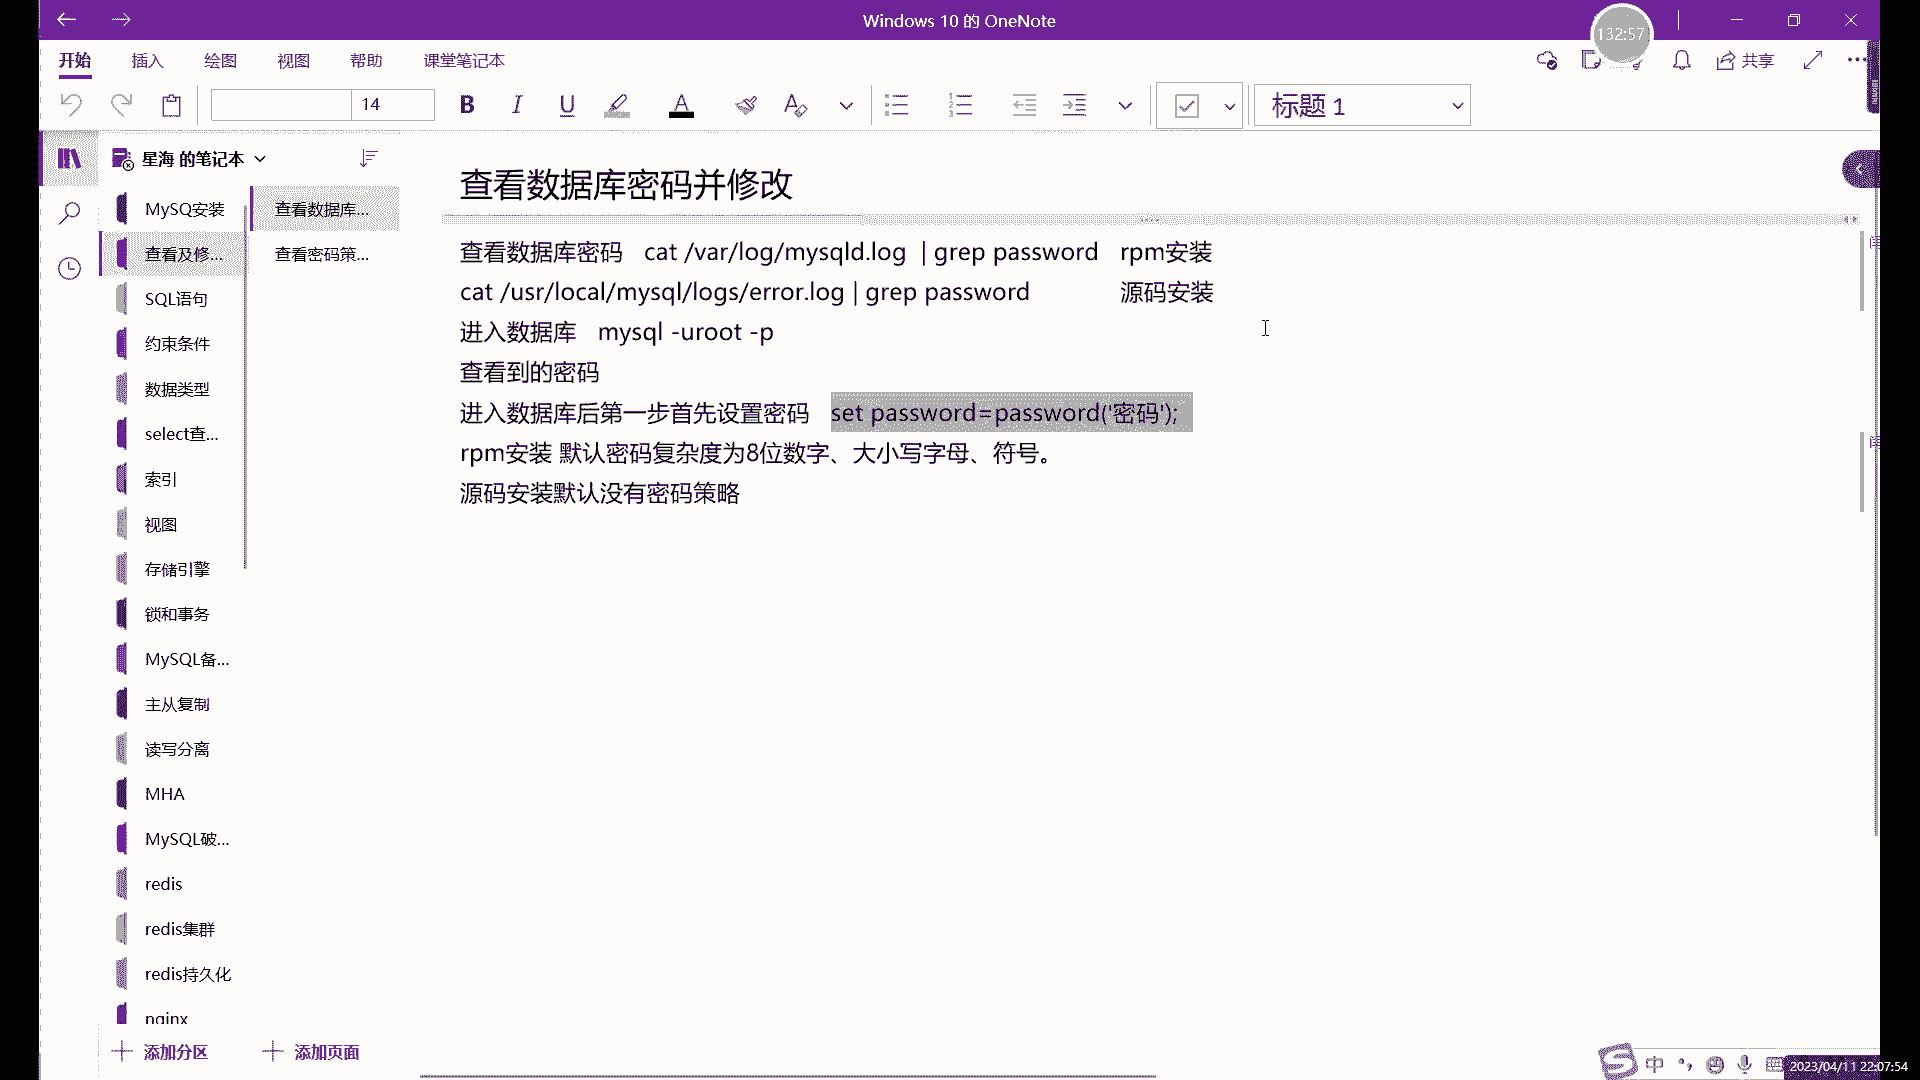 Windows 10 的 OneNote
132:57
开始 插入 绘图 视图 帮助 课堂笔记本
共享
14
标题 1
星海 的笔记本
MySQ安装
查看及修...
SQL语句
约束条件
数据类型
select查...
索引
视图
存储引擎
锁和事务
MySQL备...
主从复制
读写分离
MHA
MySQL破...
redis
redis集群
redis持久化
nginx
添加分区
查看数据库...
查看密码策...
添加页面
查看数据库密码并修改
查看数据库密码 cat /var/log/mysqld.log | grep password rpm安装
cat /usr/local/mysql/logs/error.log | grep password 源码安装
进入数据库 mysql -uroot -p
查看到的密码
进入数据库后第一步首先设置密码 set password=password('密码');
rpm安装 默认密码复杂度为8位数字、大小写字母、符号。
源码安装默认没有密码策略
中
2023/04/11 22:07:54